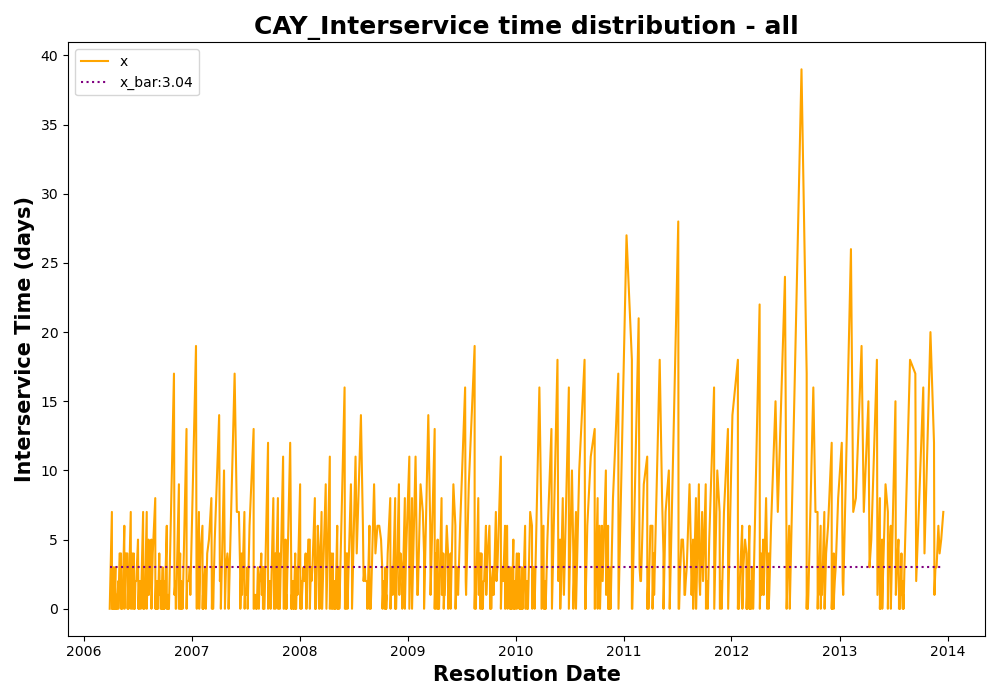 CAY_Interservice time distribution - all
x
x_bar:3.04
Interservice Time (days)
40
35
30
25
20
15
10
5
0
2006 2007 2008 2009 2010 2011 2012 2013 2014
Resolution Date